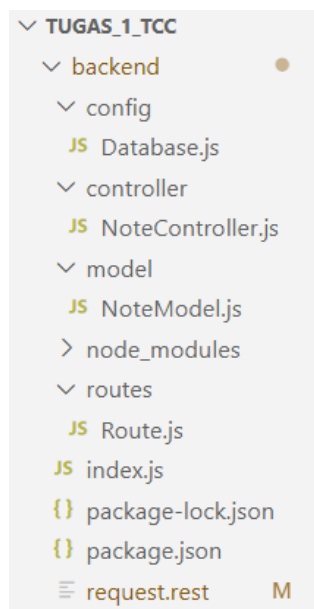 TUGAS_1_TCC
backend
config
JS Database.js
controller
JS NoteController.js
model
JS NoteModel.js
node_modules
routes
JS Route.js
JS index.js
{} package-lock.json
{} package.json
request.rest M